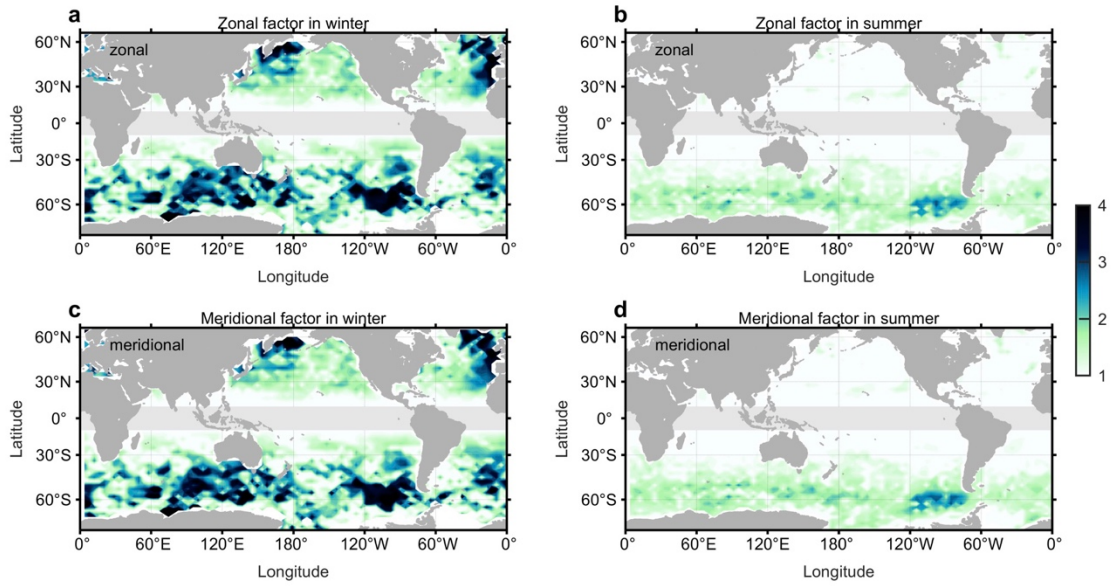 a
Zonal factor in winter
zonal
60°N
30°N
0°
30°S
60°S
Latitude
0° 60°E 120°E 180° 120°W 60°W 0°
Longitude
b
Zonal factor in summer
zonal
60°N
30°N
0°
30°S
60°S
Latitude
0° 60°E 120°E 180° 120°W 60°W 0°
Longitude
c
Meridional factor in winter
meridional
60°N
30°N
0°
30°S
60°S
Latitude
0° 60°E 120°E 180° 120°W 60°W 0°
Longitude
d
Meridional factor in summer
meridional
60°N
30°N
0°
30°S
60°S
Latitude
0° 60°E 120°E 180° 120°W 60°W 0°
Longitude
4
3
2
1